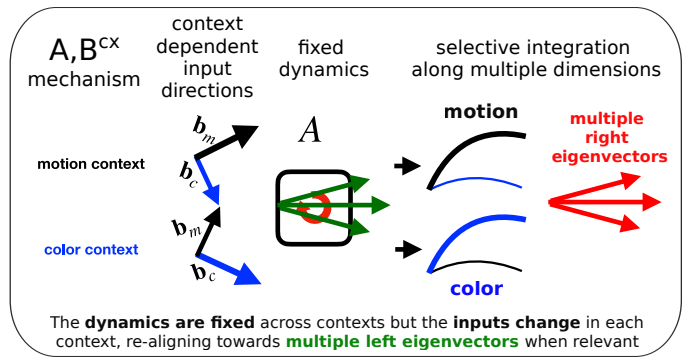 A,B^cx
mechanism
context
dependent
input
directions
fixed
dynamics
selective integration
along multiple dimensions
motion context
b_m
b_c
A
motion
multiple
right
eigenvectors
color context
b_m
b_c
color
The dynamics are fixed across contexts but the inputs change in each
context, re-aligning towards multiple left eigenvectors when relevant